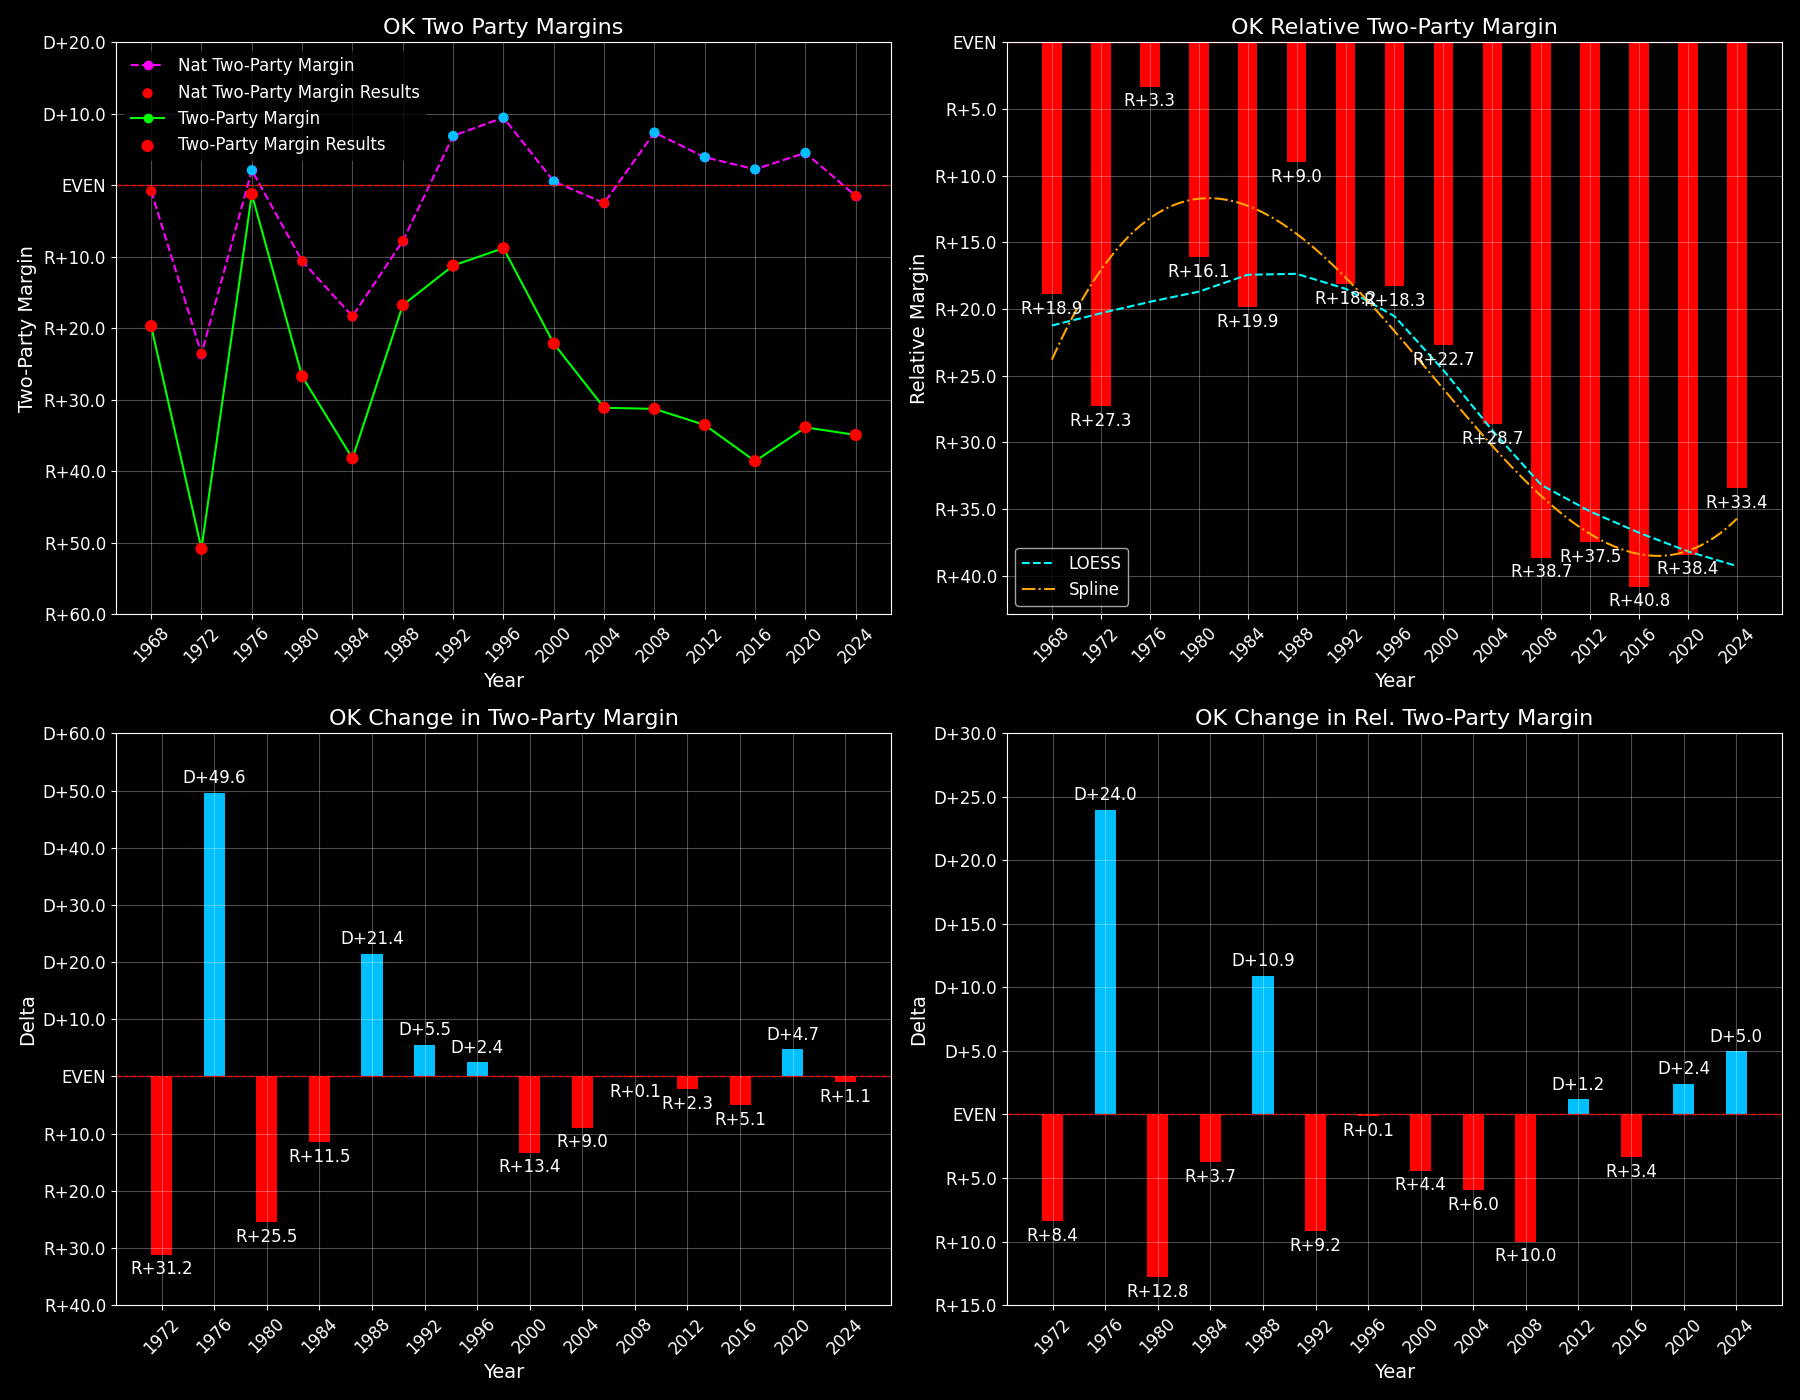 OK Two Party Margins
D+20.0
D+10.0
EVEN
R+10.0
R+20.0
R+30.0
R+40.0
R+50.0
R+60.0
Two-Party Margin
Nat Two-Party Margin
Nat Two-Party Margin Results
Two-Party Margin
Two-Party Margin Results
1968
1972
1976
1980
1984
1988
1992
1996
2000
2004
2008
2012
2016
2020
2024
Year
OK Relative Two-Party Margin
EVEN
R+5.0
R+10.0
R+15.0
R+20.0
R+25.0
R+30.0
R+35.0
R+40.0
Relative Margin
R+18.9
R+27.3
R+3.3
R+16.1
R+19.9
R+9.0
R+18.2
R+18.3
R+22.7
R+28.7
R+38.7
R+37.5
R+40.8
R+38.4
R+33.4
LOESS
Spline
1968
1972
1976
1980
1984
1988
1992
1996
2000
2004
2008
2012
2016
2020
2024
Year
OK Change in Two-Party Margin
D+60.0
D+50.0
D+40.0
D+30.0
D+20.0
D+10.0
EVEN
R+10.0
R+20.0
R+30.0
R+40.0
Delta
R+31.2
D+49.6
R+25.5
R+11.5
D+21.4
D+5.5
D+2.4
R+13.4
R+9.0
R+0.1
R+2.3
R+5.1
D+4.7
R+1.1
1972
1976
1980
1984
1988
1992
1996
2000
2004
2008
2012
2016
2020
2024
Year
OK Change in Rel. Two-Party Margin
D+30.0
D+25.0
D+20.0
D+15.0
D+10.0
D+5.0
EVEN
R+5.0
R+10.0
R+15.0
Delta
R+8.4
D+24.0
R+12.8
R+3.7
D+10.9
R+9.2
R+0.1
R+4.4
R+6.0
R+10.0
D+1.2
R+3.4
D+2.4
D+5.0
1972
1976
1980
1984
1988
1992
1996
2000
2004
2008
2012
2016
2020
2024
Year